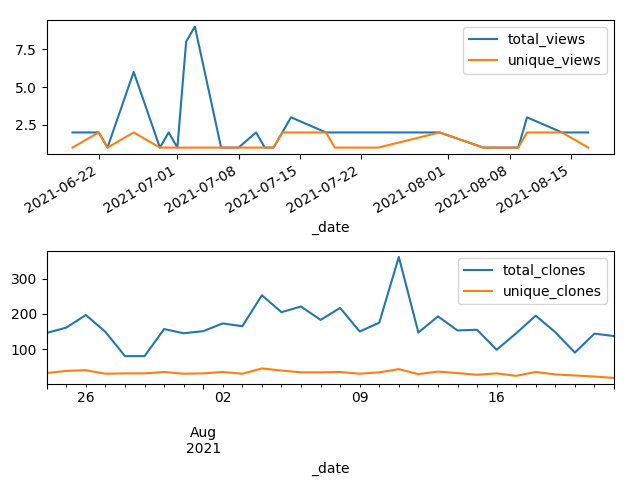 total_views
unique_views
7.5
5.0
2.5
2021-06-22
2021-07-01
2021-07-08
2021-07-15
2021-07-22
2021-08-01
2021-08-08
2021-08-15
_date
total_clones
unique_clones
300
200
100
26
02
09
16
Aug
2021
_date